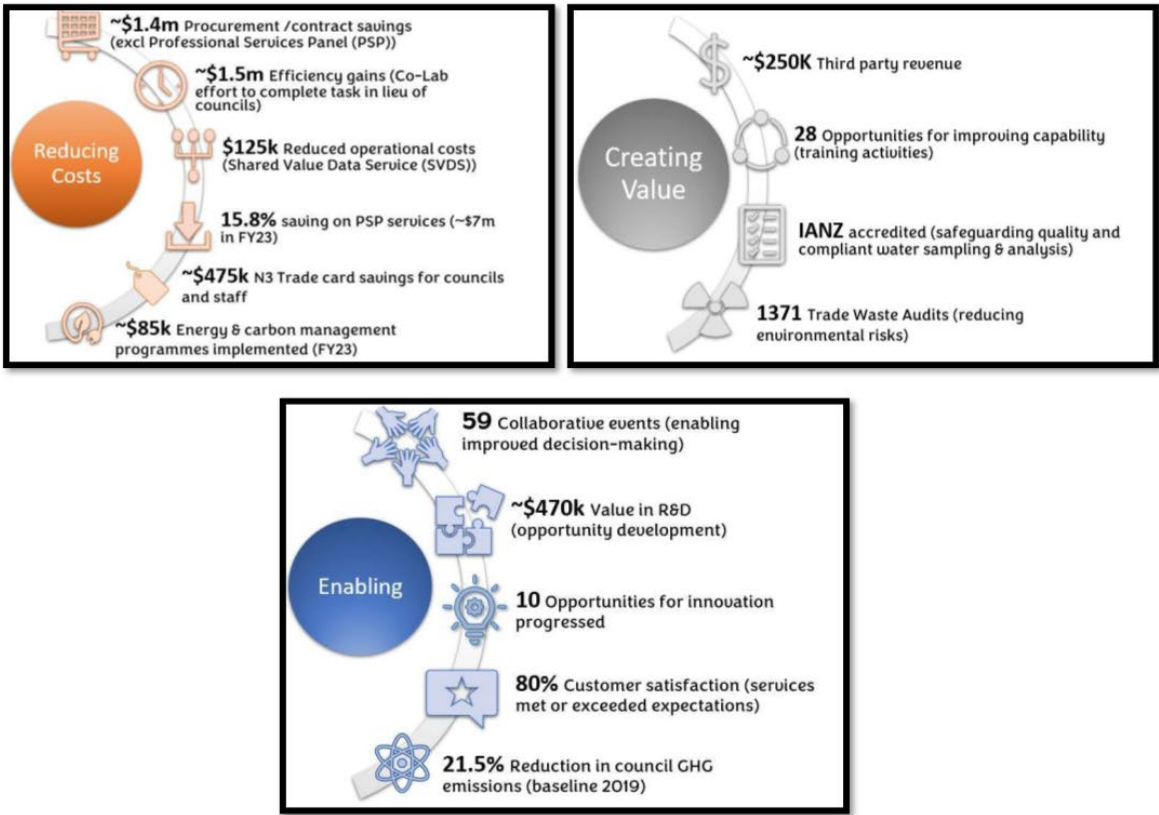 ~$1.4m Procurement /contract savings
(excl Professional Services Panel (PSP))
~$1.5m Efficiency gains (Co-Lab
effort to complete task in lieu of
councils)
Reducing
Costs
$125k Reduced operational costs
(Shared Value Data Service (SVDS))
15.8% saving on PSP services (~$7m
in FY23)
~$475k N3 Trade card savings for councils
and staff
~$85k Energy & carbon management
programmes implemented (FY23)
~$250K Third party revenue
28 Opportunities for improving capability
(training activities)
Creating
Value
IANZ accredited (safeguarding quality and
compliant water sampling & analysis)
1371 Trade Waste Audits (reducing
environmental risks)
59 Collaborative events (enabling
improved decision-making)
~$470k Value in R&D
(opportunity development)
Enabling
10 Opportunities for innovation
progressed
80% Customer satisfaction (services
met or exceeded expectations)
21.5% Reduction in council GHG
emissions (baseline 2019)